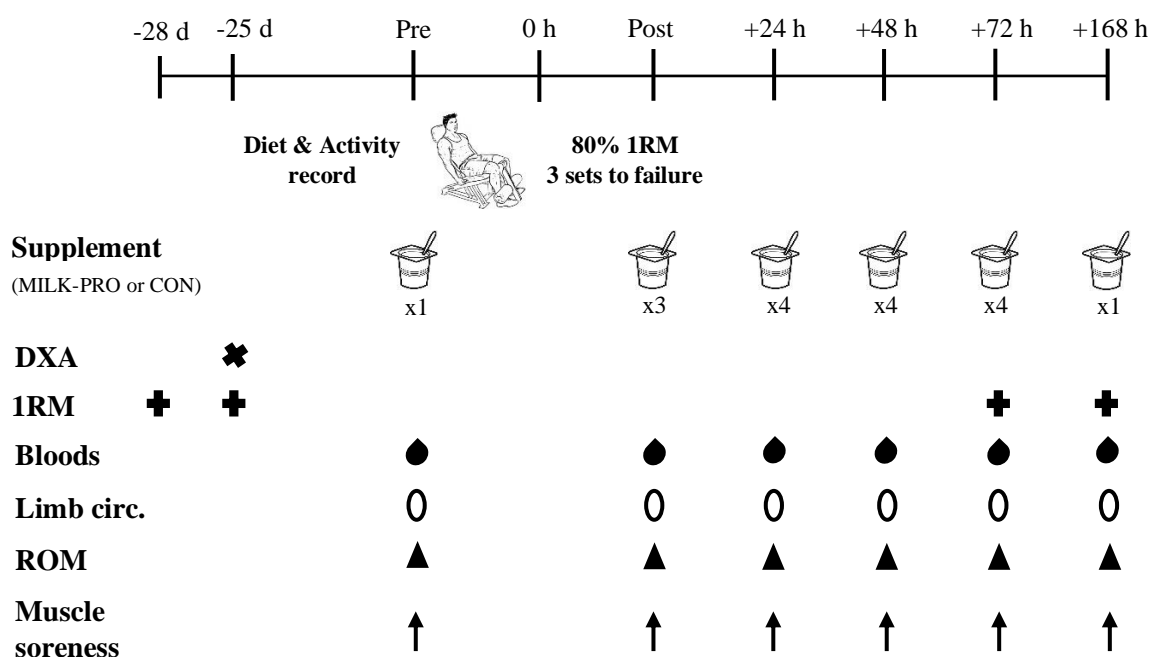 -28 d -25 d Pre 0 h Post +24 h +48 h +72 h +168 h
Diet & Activity
record
80% 1RM
3 sets to failure
Supplement
(MILK-PRO or CON)
x1 x3 x4 x4 x4 x1
DXA
1RM
Bloods
Limb circ.
ROM
Muscle
soreness